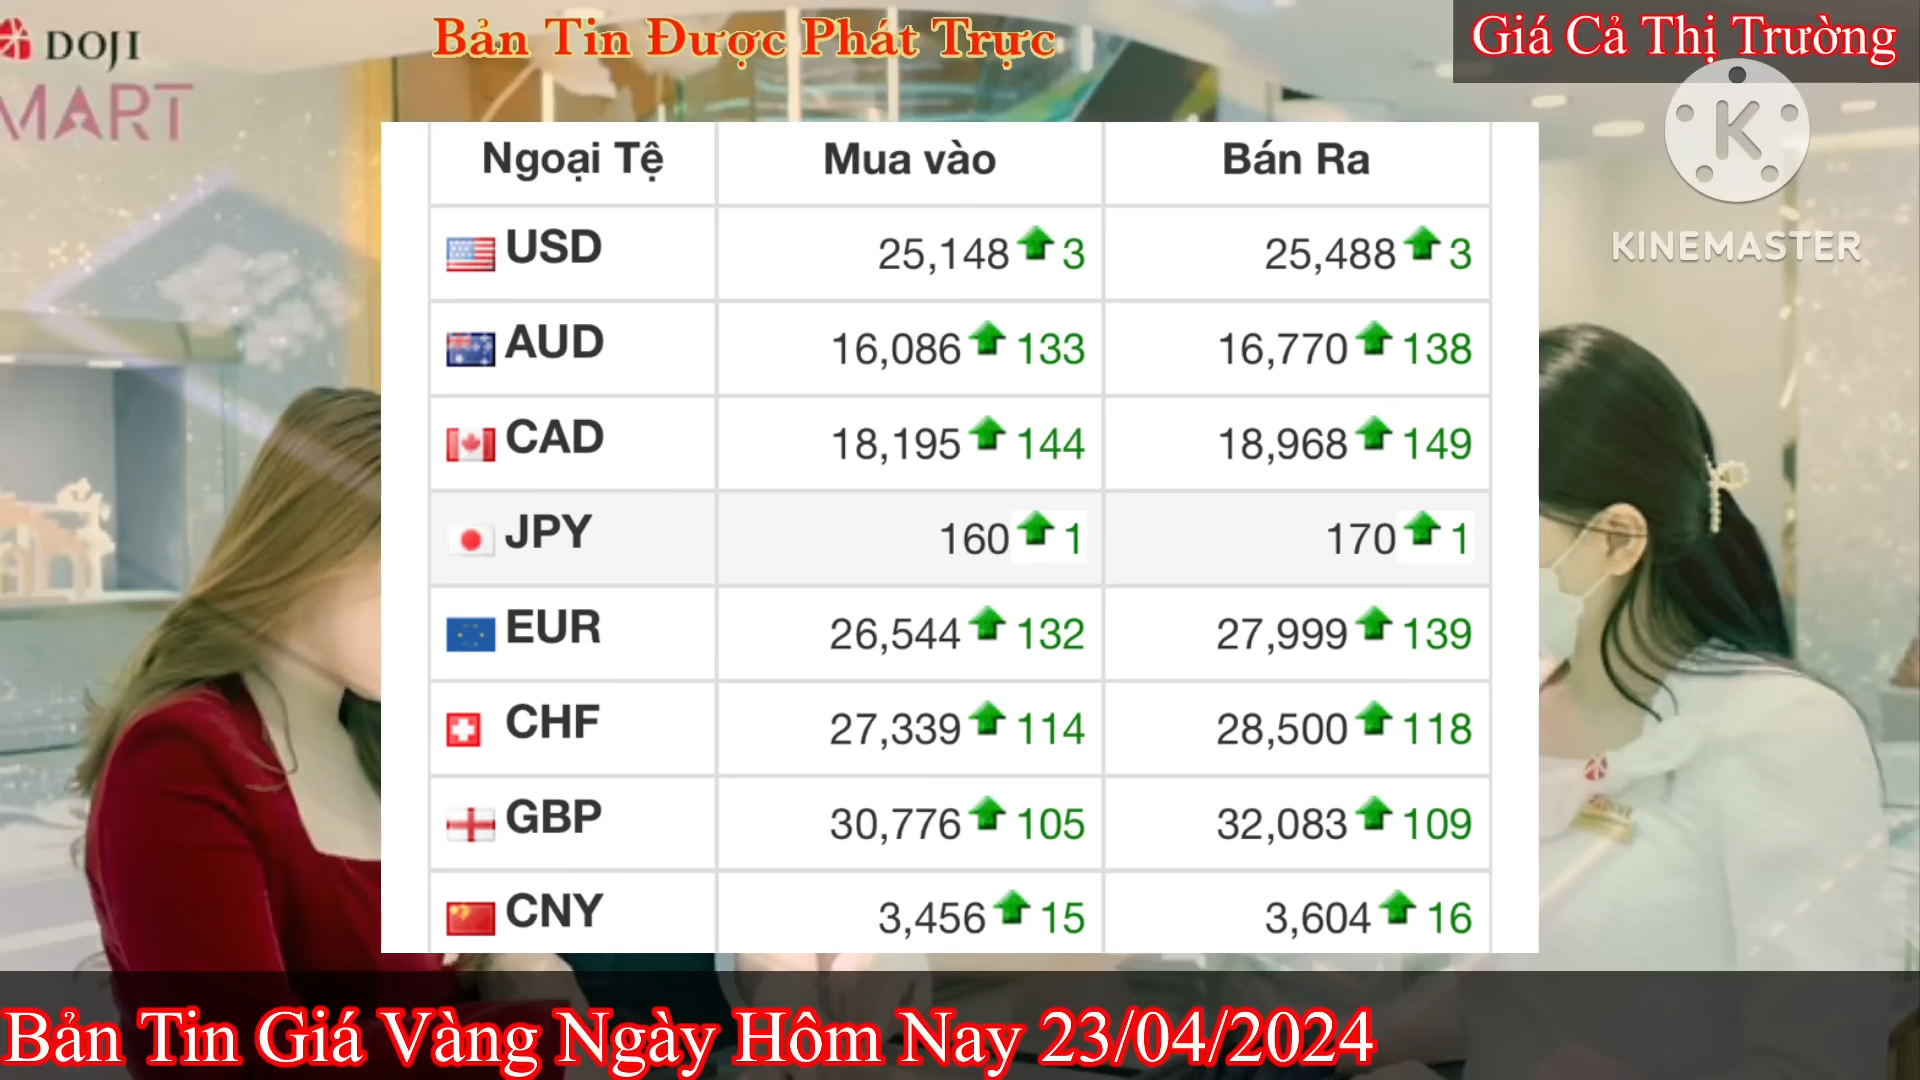 DOJI
MART
Bản Tin Được Phát Trực
Giá Cả Thị Trường
K
KINEMASTER
Ngoại Tệ Mua vào Bán Ra
USD 25,148 3 25,488 3
AUD 16,086 133 16,770 138
CAD 18,195 144 18,968 149
JPY 160 1 170 1
EUR 26,544 132 27,999 139
CHF 27,339 114 28,500 118
GBP 30,776 105 32,083 109
CNY 3,456 15 3,604 16
Bản Tin Giá Vàng Ngày Hôm Nay 23/04/2024